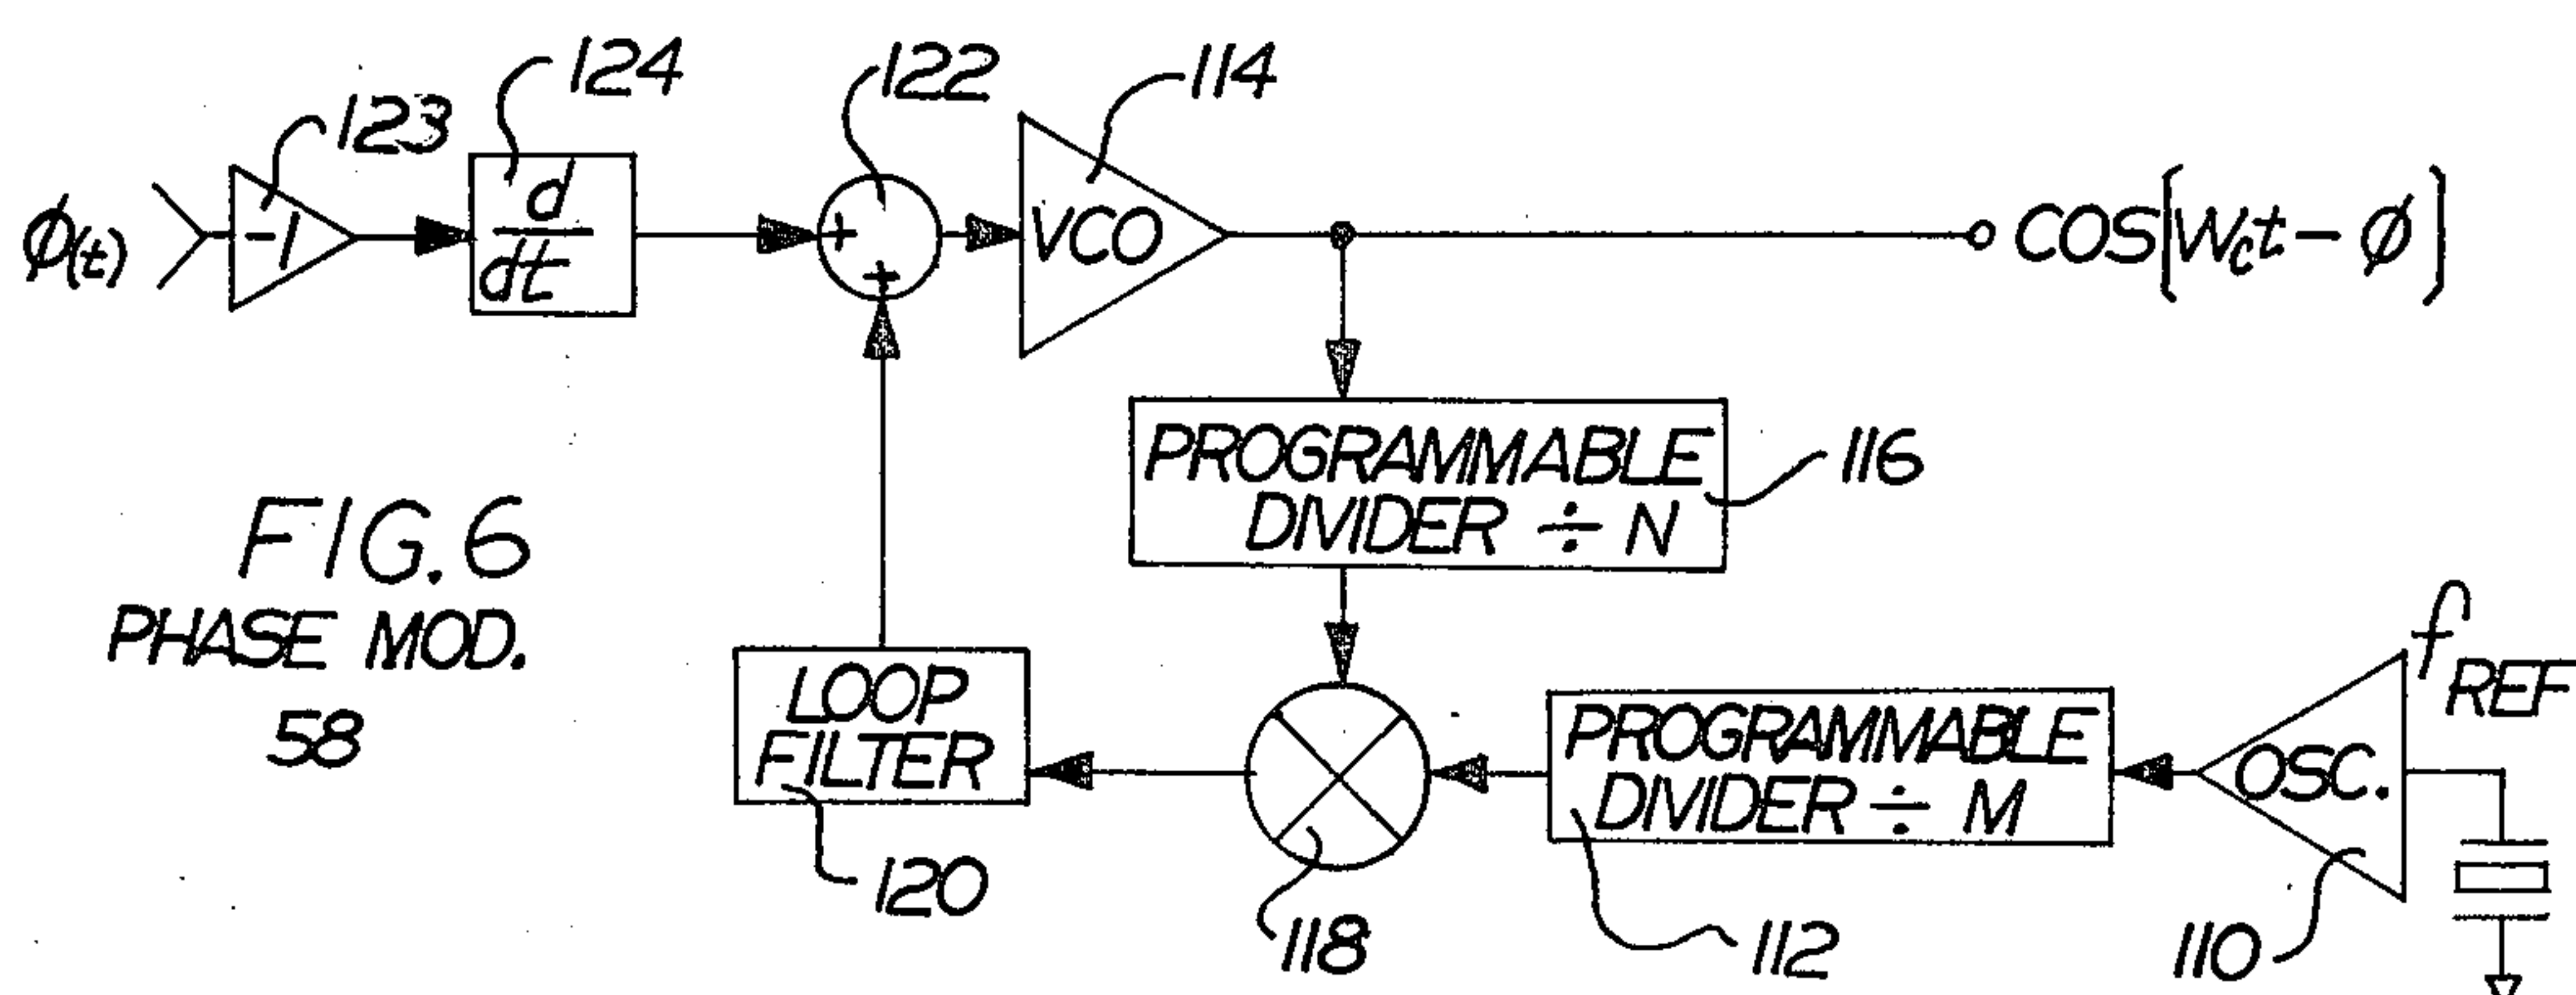 124
122
114
123
ϕ(t)
-1
d
dt
+
+
VCO
COS[Wct - ϕ]
PROGRAMMABLE
DIVIDER ÷ N
116
FIG. 6
PHASE MOD.
58
LOOP
FILTER
120
118
PROGRAMMABLE
DIVIDER ÷ M
112
OSC.
fREF
110